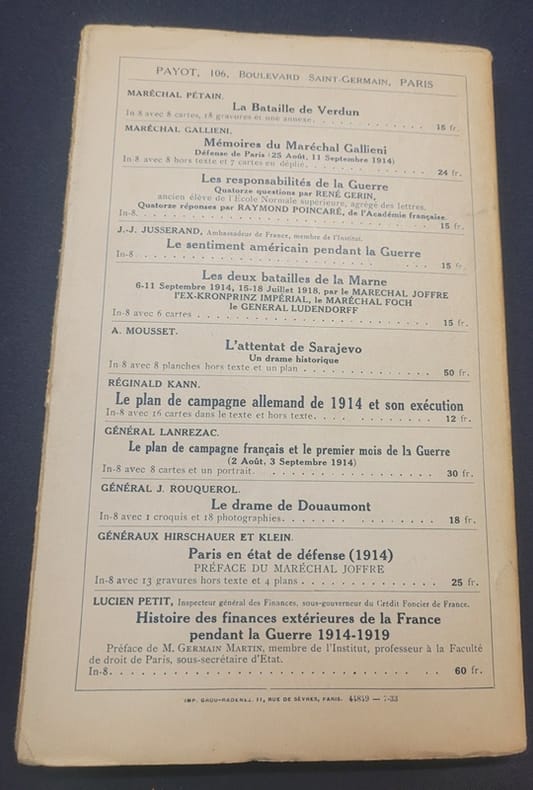 PAYOT, 106, BOULEVARD SAINT-GERMAIN, PARIS
MARÉCHAL PÉTAIN.
La Bataille de Verdun
In-8 avec 8 cartes, 18 gravures et une annexe. . . . . . . . . . . . 15 fr.
MARÉCHAL GALLIENI.
Mémoires du Maréchal Gallieni
Défense de Paris (25 Août, 11 Septembre 1914)
In-8 avec 8 hors texte et 7 cartes en déplié. . . . . . . . . . . . . 24 fr.
Les responsabilités de la Guerre
Quatorze questions par RENÉ GERIN,
ancien élève de l'École Normale supérieure, agrégé des lettres.
Quatorze réponses par RAYMOND POINCARÉ, de l'Académie française.
In-8. . . . . . . . . . . . . . . . . . . . . . . . . . 15 fr.
J.-J. JUSSERAND, Ambassadeur de France, membre de l'Institut.
Le sentiment américain pendant la Guerre
In-8 . . . . . . . . . . . . . . . . . . . . . . . . . . 15 fr.
Les deux batailles de la Marne
6-11 Septembre 1914, 15-18 Juillet 1918, par le MARECHAL JOFFRE
l'EX-KRONPRINZ IMPÉRIAL, le MARÉCHAL FOCH
le GENERAL LUDENDORFF
In-8 avec 6 cartes . . . . . . . . . . . . . . . . . . . . . 15 fr.
A. MOUSSET.
L'attentat de Sarajevo
Un drame historique
In-8 avec 8 planches hors texte et un plan . . . . . . . . . . . . 50 fr.
RÉGINALD KANN.
Le plan de campagne allemand de 1914 et son exécution
In-8 avec 16 cartes dans le texte et hors texte. . . . . . . . . . . 12 fr.
GÉNÉRAL LANREZAC.
Le plan de campagne français et le premier mois de la Guerre
(2 Août, 3 Septembre 1914)
In-8 avec 8 cartes et un portrait. . . . . . . . . . . . . . . . 30 fr.
GÉNÉRAL J. ROUQUEROL.
Le drame de Douaumont
In-8 avec 1 croquis et 18 photographies. . . . . . . . . . . . . . 18 fr.
GÉNÉRAUX HIRSCHAUER ET KLEIN.
Paris en état de défense (1914)
PRÉFACE DU MARÉCHAL JOFFRE
In-8 avec 13 gravures hors texte et 4 plans . . . . . . . . . . . . 25 fr.
LUCIEN PETIT, Inspecteur général des Finances, sous-gouverneur du Crédit Foncier de France.
Histoire des finances extérieures de la France
pendant la Guerre 1914-1919
Préface de M. GERMAIN MARTIN, membre de l'Institut, professeur à la Faculté
de droit de Paris, sous-secrétaire d'État.
In-8. . . . . . . . . . . . . . . . . . . . . . . . . . 60 fr.
IMP. GROU-RADENEZ, 11, RUE DE SÈVRES, PARIS. 44849 — 7-33